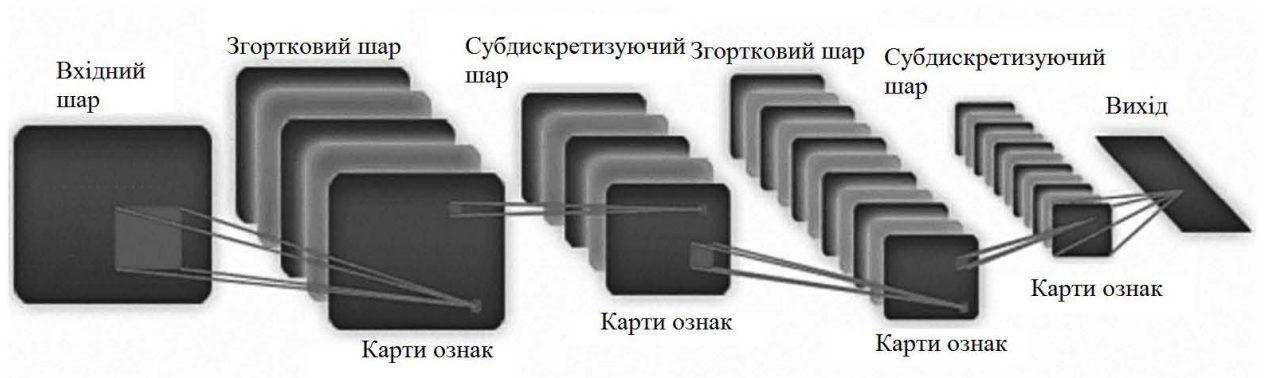 Вхідний
шар
Згортковий шар
Субдискретизуючий
шар
Згортковий шар
Субдискретизуючий
шар
Вихід
Карти ознак
Карти ознак
Карти ознак
Карти ознак